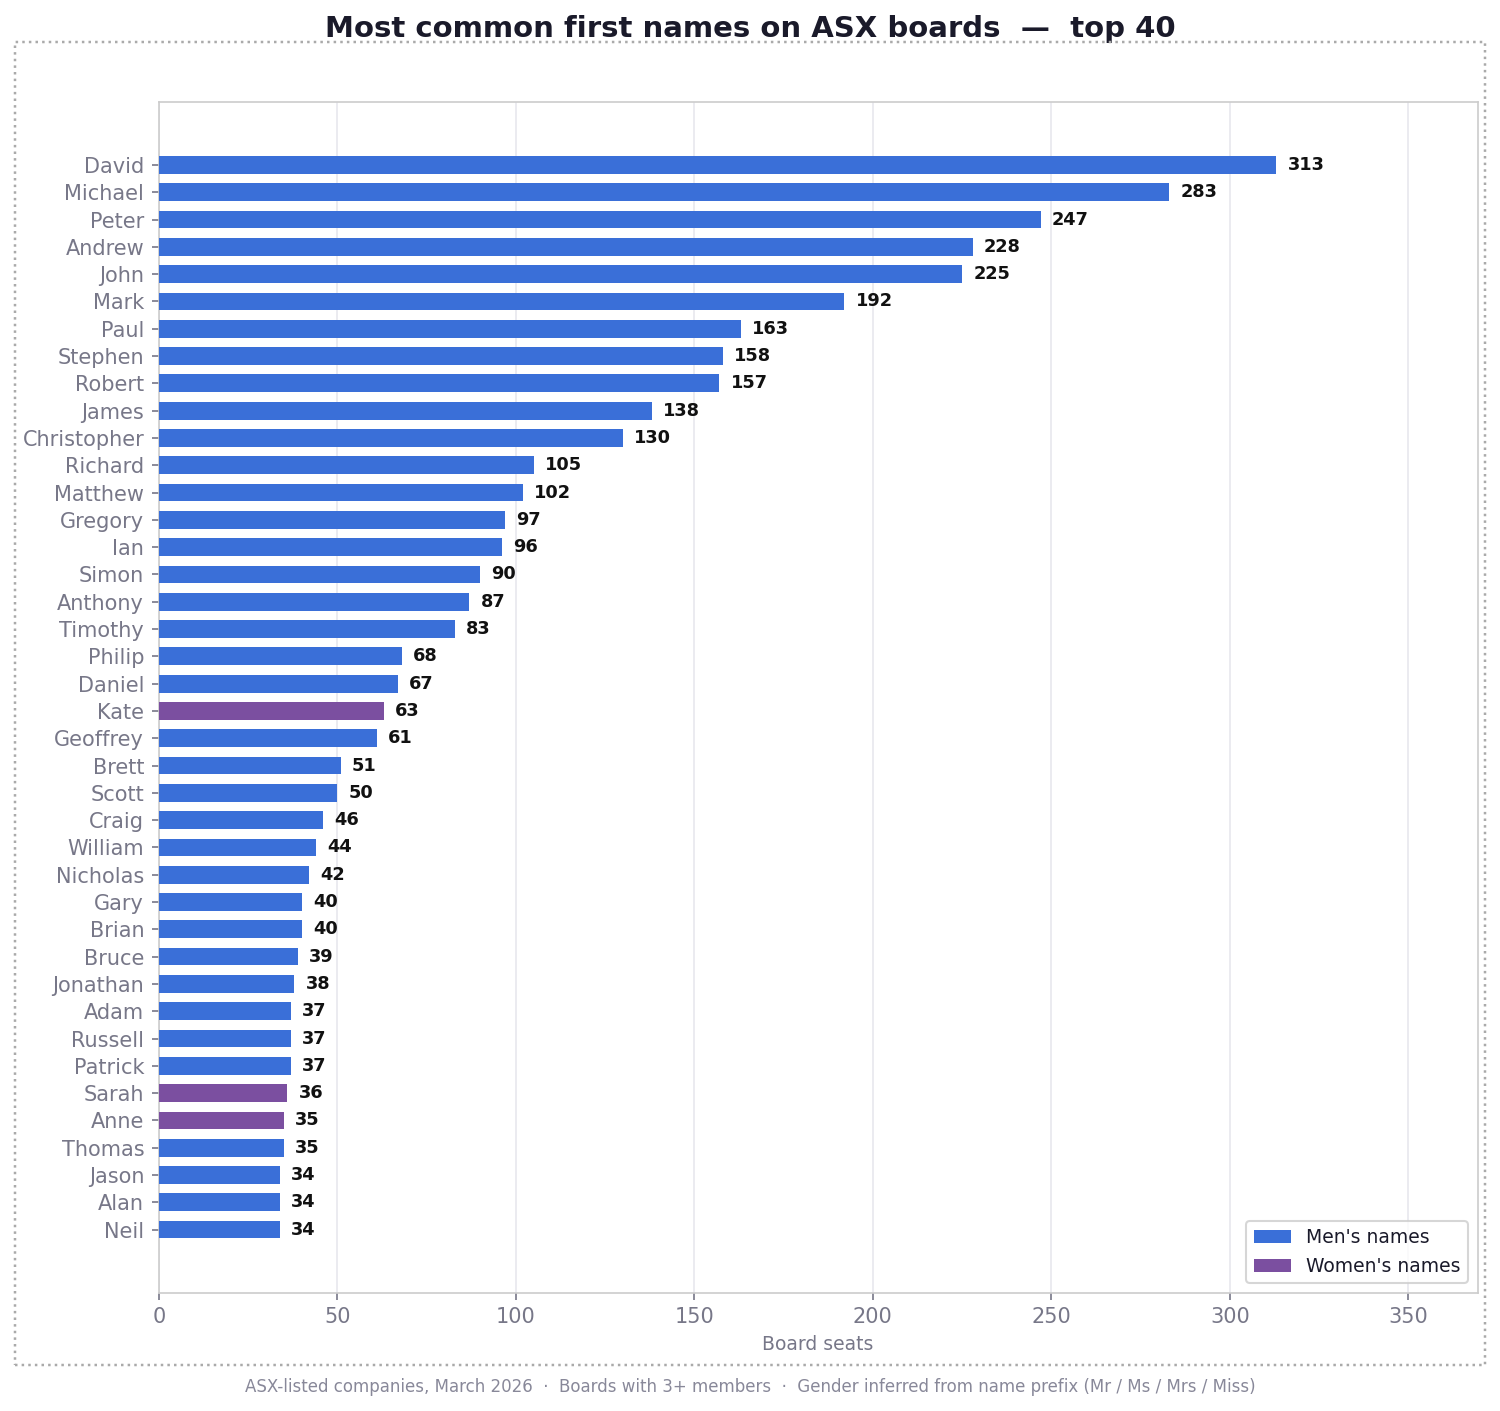 Most common first names on ASX boards — top 40
David 313
Michael 283
Peter 247
Andrew 228
John 225
Mark 192
Paul 163
Stephen 158
Robert 157
James 138
Christopher 130
Richard 105
Matthew 102
Gregory 97
Ian 96
Simon 90
Anthony 87
Timothy 83
Philip 68
Daniel 67
Kate 63
Geoffrey 61
Brett 51
Scott 50
Craig 46
William 44
Nicholas 42
Gary 40
Brian 40
Bruce 39
Jonathan 38
Adam 37
Russell 37
Patrick 37
Sarah 36
Anne 35
Thomas 35
Jason 34
Alan 34
Neil 34
Men's names
Women's names
0 50 100 150 200 250 300 350
Board seats
ASX-listed companies, March 2026 · Boards with 3+ members · Gender inferred from name prefix (Mr / Ms / Mrs / Miss)